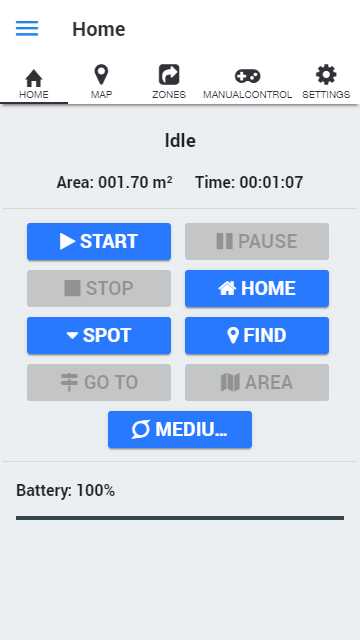 Home
HOME MAP ZONES MANUALCONTROL SETTINGS
Idle
Area: 001.70 m² Time: 00:01:07
START PAUSE
STOP HOME
SPOT FIND
GO TO AREA
MEDIU...
Battery: 100%